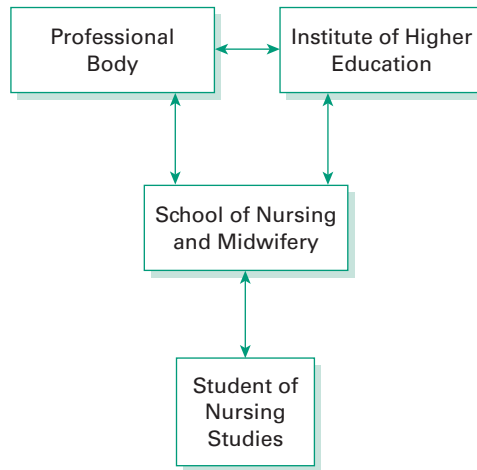 Professional
Body
Institute of Higher
Education
School of Nursing
and Midwifery
Student of
Nursing
Studies